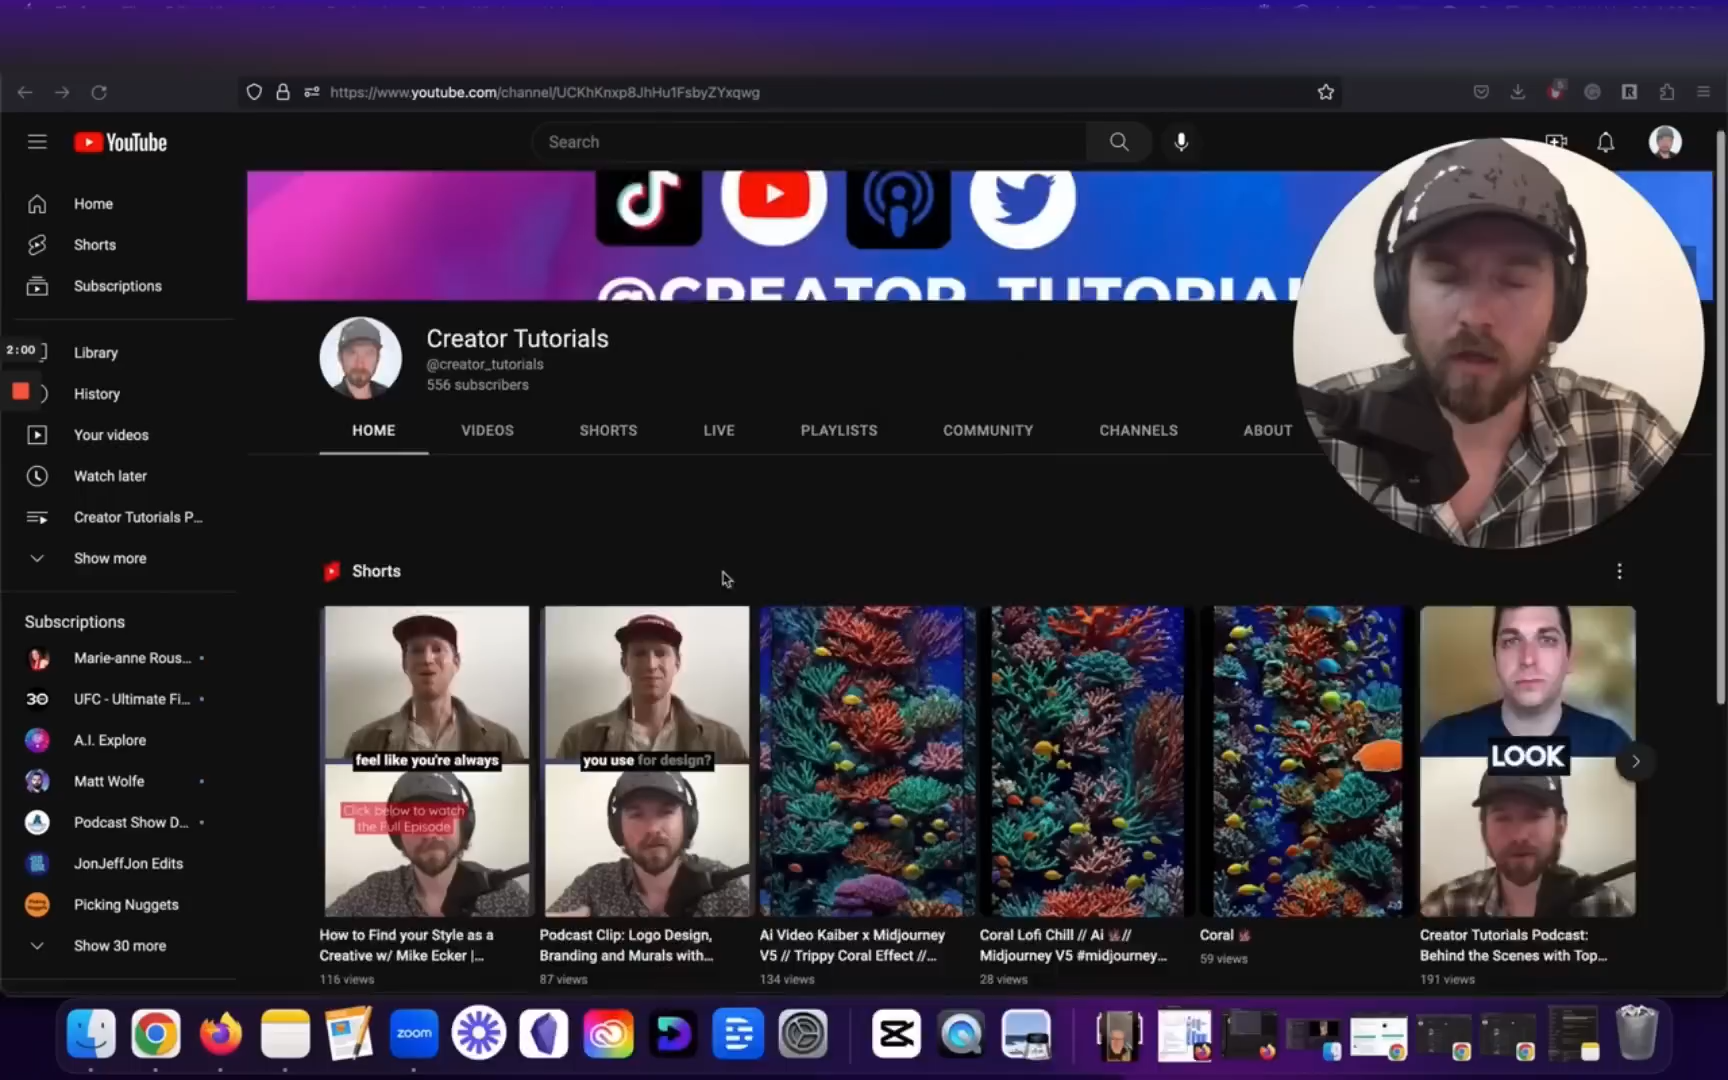 https://www.youtube.com/channel/UCKhKnxp8JhHu1FsbyZYxqwg
YouTube
Search
Home
Shorts
Subscriptions
2:00
Library
History
Your videos
Watch later
Creator Tutorials P...
Show more
Subscriptions
Marie-anne Rous...
UFC - Ultimate Fi...
A.I. Explore
Matt Wolfe
Podcast Show D...
JonJeffJon Edits
Picking Nuggets
Show 30 more
@CREATOR_TUTORIAL
Creator Tutorials
@creator_tutorials
556 subscribers
HOME
VIDEOS
SHORTS
LIVE
PLAYLISTS
COMMUNITY
CHANNELS
ABOUT
Shorts
feel like you're always
Click below to watch
the Full Episode
you use for design?
LOOK
How to Find your Style as a
Creative w/ Mike Ecker |...
116 views
Podcast Clip: Logo Design,
Branding and Murals with...
87 views
Ai Video Kaiber x Midjourney
V5 // Trippy Coral Effect //...
134 views
Coral Lofi Chill // Ai 🪸 //
Midjourney V5 #midjourney...
28 views
Coral 🪸
59 views
Creator Tutorials Podcast:
Behind the Scenes with Top...
191 views
zoom